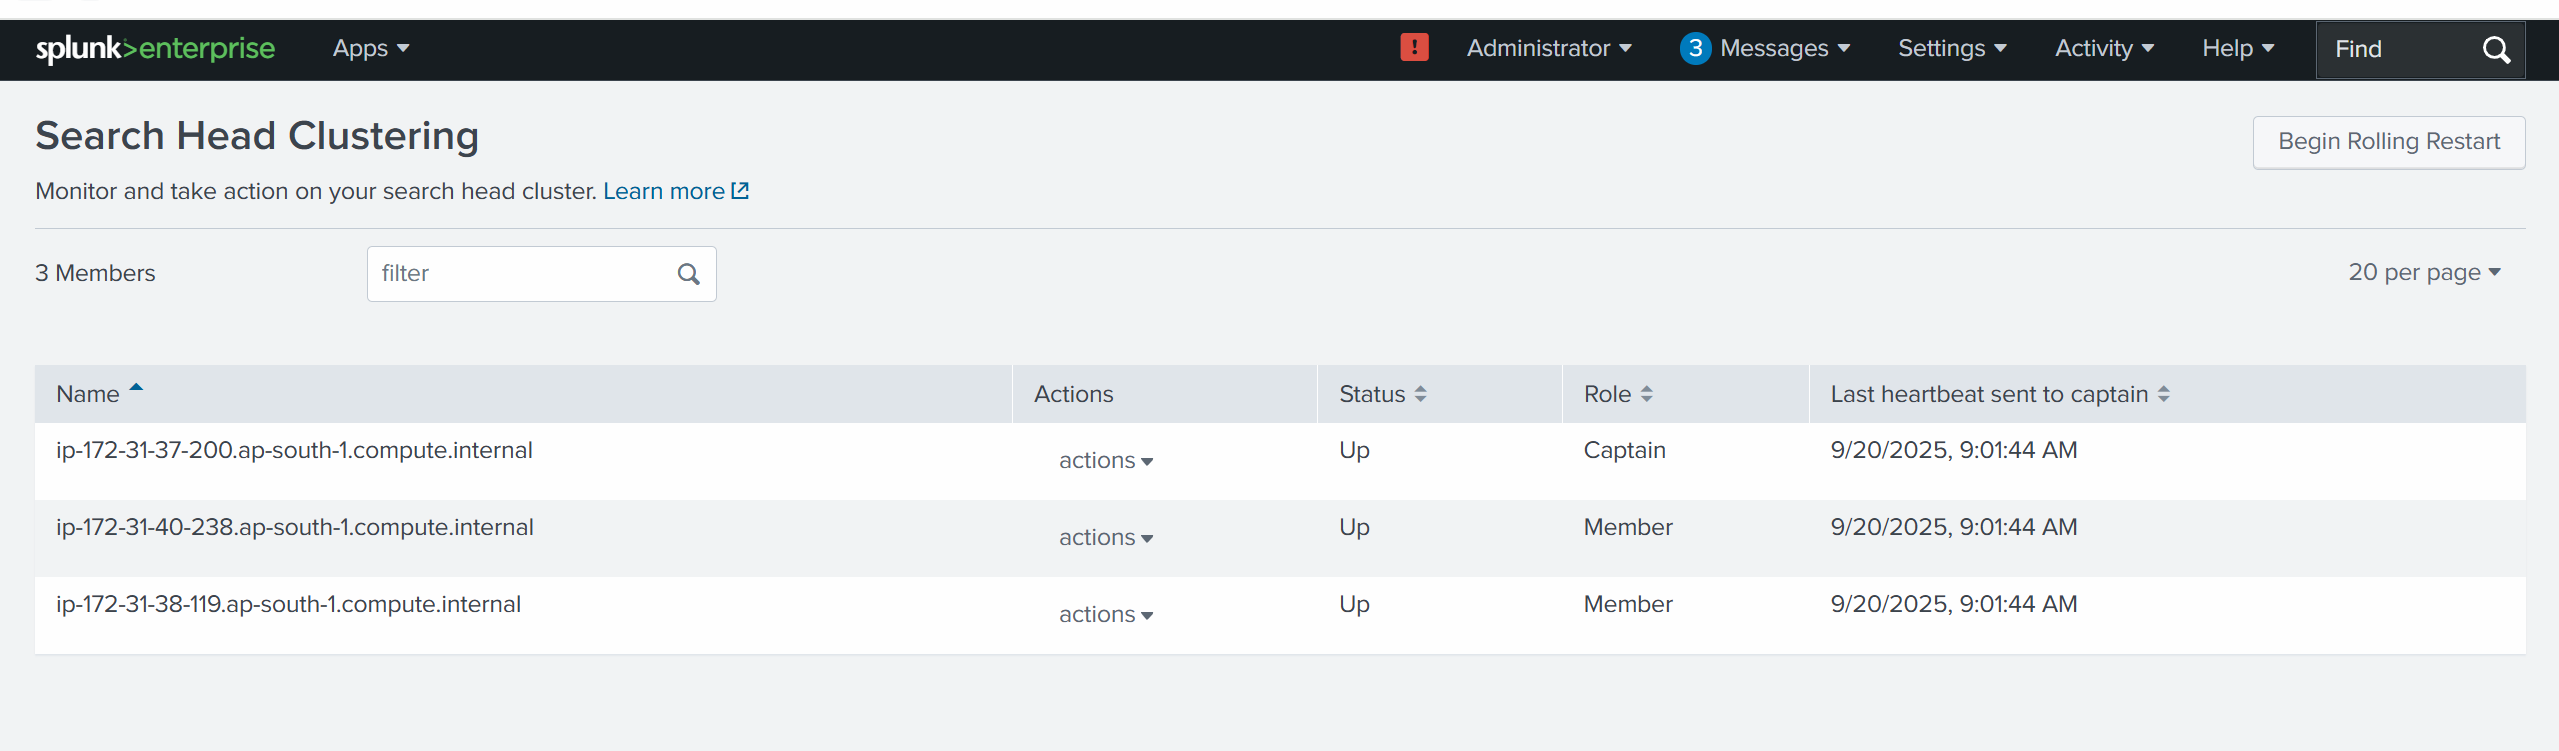 splunk>enterprise Apps ! Administrator 3 Messages Settings Activity Help Find
Search Head Clustering
Begin Rolling Restart
Monitor and take action on your search head cluster. Learn more
3 Members filter 20 per page
Name Actions Status Role Last heartbeat sent to captain
ip-172-31-37-200.ap-south-1.compute.internal actions Up Captain 9/20/2025, 9:01:44 AM
ip-172-31-40-238.ap-south-1.compute.internal actions Up Member 9/20/2025, 9:01:44 AM
ip-172-31-38-119.ap-south-1.compute.internal actions Up Member 9/20/2025, 9:01:44 AM